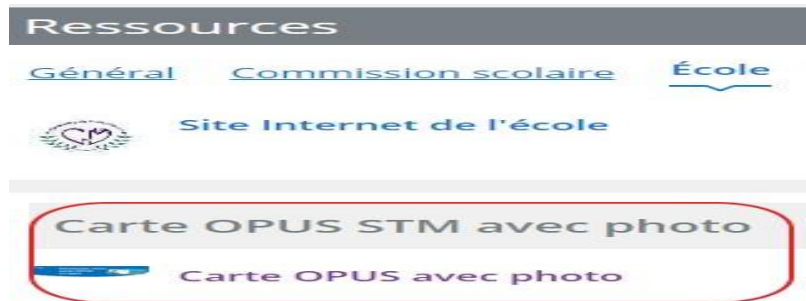 Ressources
Général Commission scolaire École
Site Internet de l'école
Carte OPUS STM avec photo
Carte OPUS avec photo